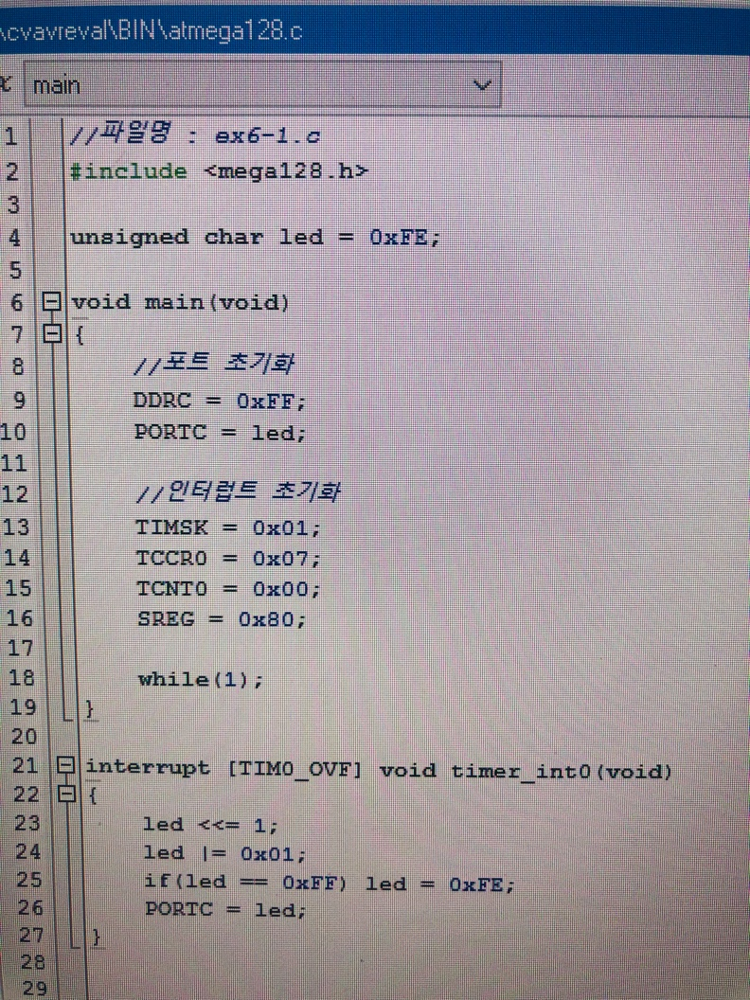 \cvavreval\BIN\atmega128.c
main
1 //파일명 : ex6-1.c
2 #include <mega128.h>
3
4 unsigned char led = 0xFE;
5
6 void main(void)
7 {
8 //포트 초기화
9 DDRC = 0xFF;
10 PORTC = led;
11
12 //인터럽트 초기화
13 TIMSK = 0x01;
14 TCCR0 = 0x07;
15 TCNT0 = 0x00;
16 SREG = 0x80;
17
18 while(1);
19 }
20
21 interrupt [TIM0_OVF] void timer_int0(void)
22 {
23 led <<= 1;
24 led |= 0x01;
25 if(led == 0xFF) led = 0xFE;
26 PORTC = led;
27 }
28
29